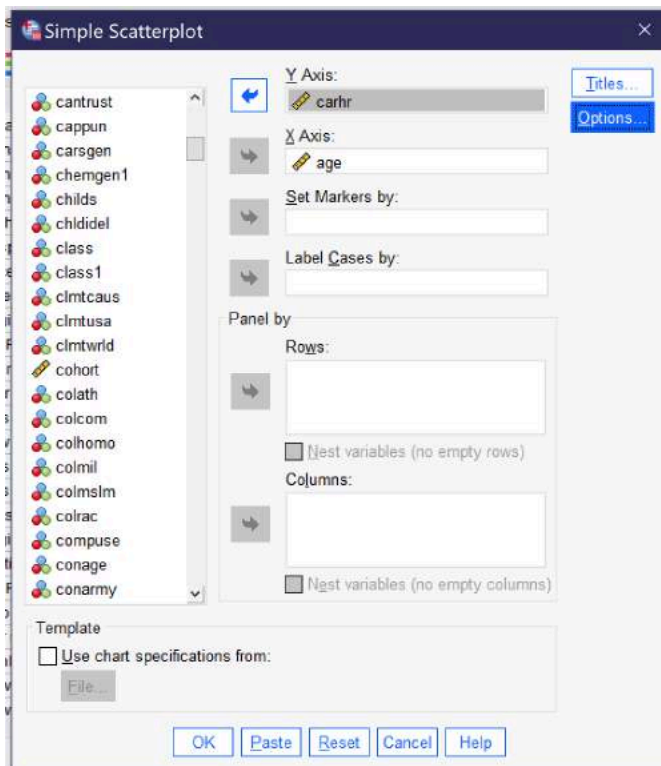 Simple Scatterplot
cantrust
cappun
carsgen
chemgen1
childs
chldidel
class
class1
clmtcaus
clmtusa
clmtwrld
cohort
colath
colcom
colhomo
colmil
colmslm
colrac
compuse
conage
conarmy
Y Axis:
carhr
X Axis:
age
Set Markers by:
Label Cases by:
Panel by
Rows:
Nest variables (no empty rows)
Columns:
Nest variables (no empty columns)
Titles...
Options...
Template
Use chart specifications from:
File...
OK Paste Reset Cancel Help